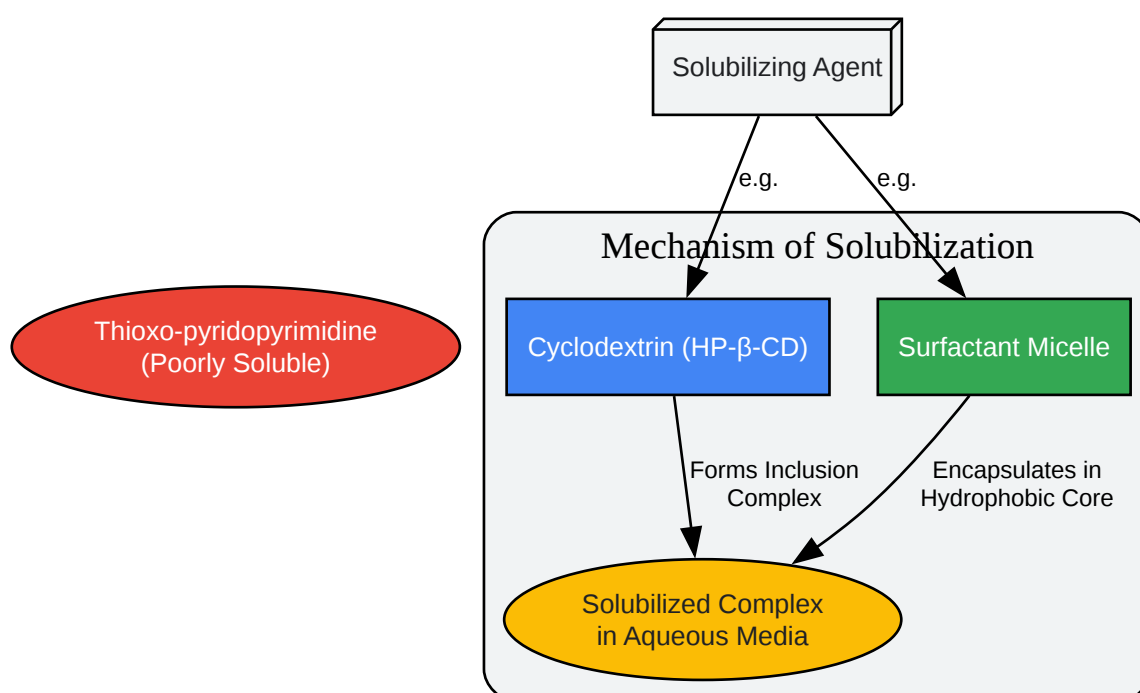 Solubilizing Agent
e.g.
e.g.
Mechanism of Solubilization
Thioxo-pyridopyrimidine
(Poorly Soluble)
Cyclodextrin (HP-β-CD)
Surfactant Micelle
Forms Inclusion
Complex
Encapsulates in
Hydrophobic Core
Solubilized Complex
in Aqueous Media